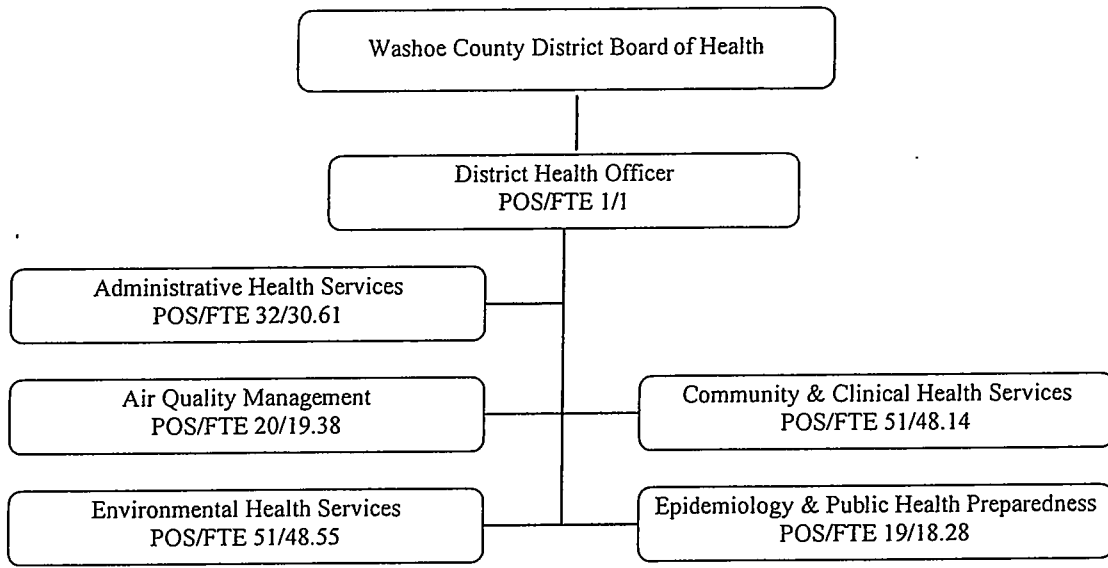 Washoe County District Board of Health
District Health Officer
POS/FTE 1/1
Administrative Health Services
POS/FTE 32/30.61
Air Quality Management
POS/FTE 20/19.38
Community & Clinical Health Services
POS/FTE 51/48.14
Environmental Health Services
POS/FTE 51/48.55
Epidemiology & Public Health Preparedness
POS/FTE 19/18.28